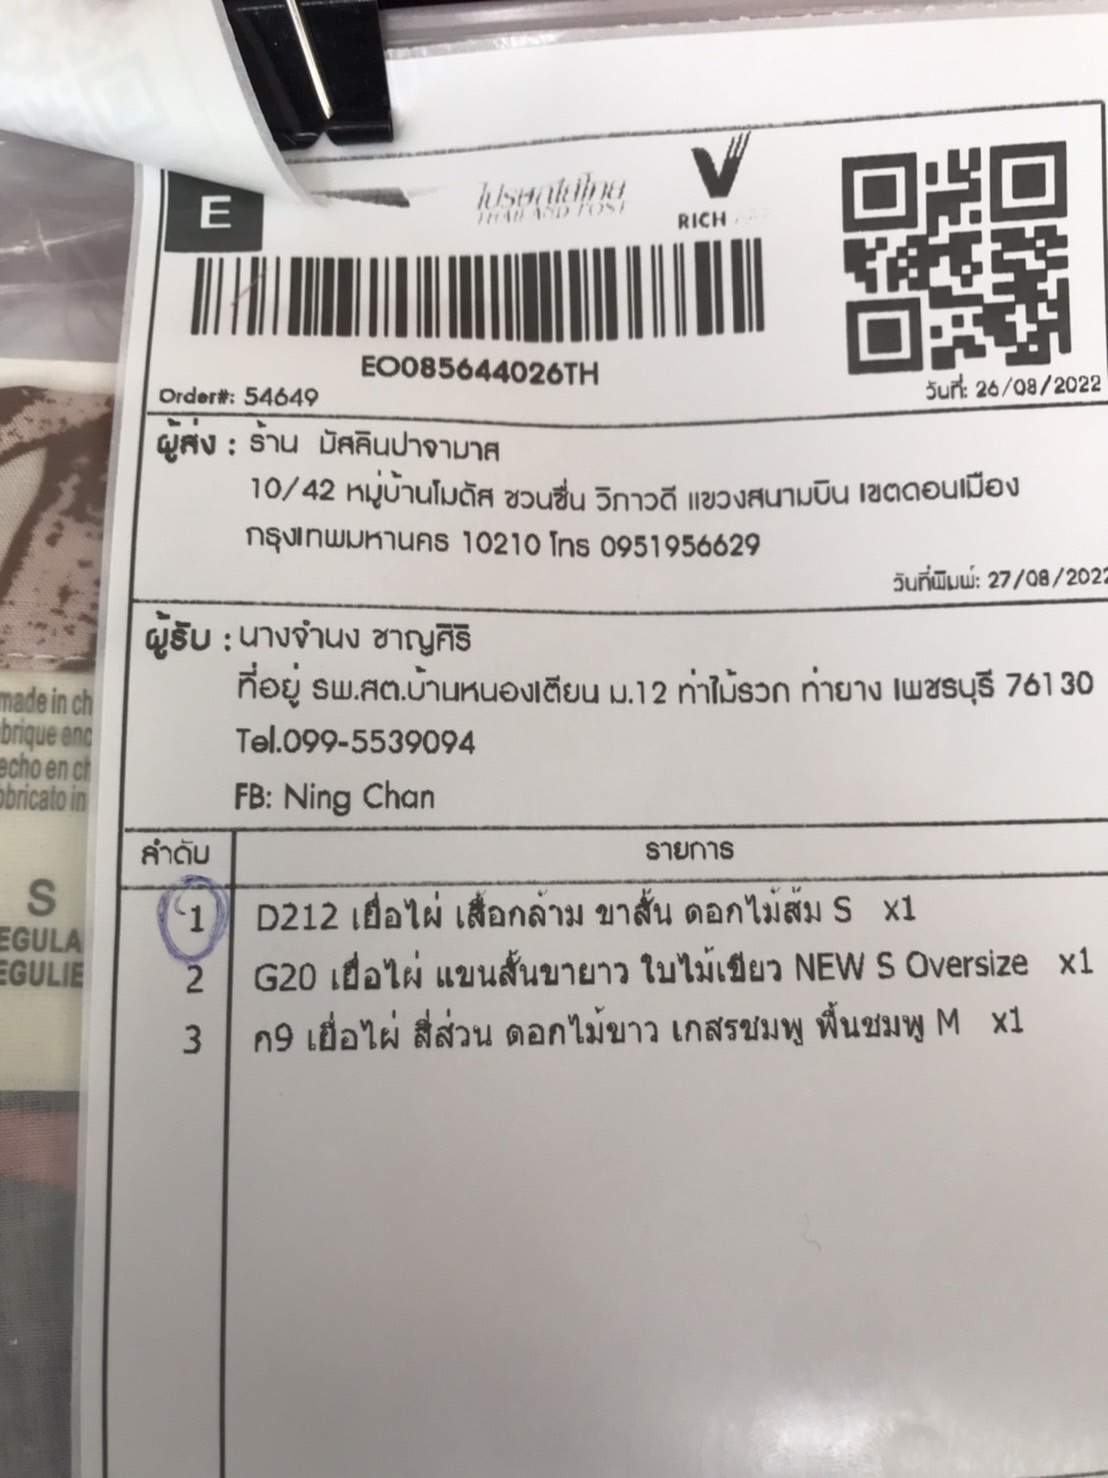 E
ไปรษณีย์ไทย
THAILAND POST
RICH
EO085644026TH
Order#: 54649
วันที่: 26/08/2022
ผู้ส่ง : ร้าน มัสลินปาจามาส
10/42 หมู่บ้านโมดัส ชวนชื่น วิภาวดี แขวงสนามบิน เขตดอนเมือง
กรุงเทพมหานคร 10210 โทร 0951956629
วันที่พิมพ์: 27/08/2022
ผู้รับ : นางจำนง ชาญศิริ
ที่อยู่ รพ.สต.บ้านหนองเตียน ม.12 ท่าไม้รวก ท่ายาง เพชรบุรี 76130
Tel.099-5539094
FB: Ning Chan
ลำดับ รายการ
1 D212 เยื่อไผ่ เสื้อกล้าม ขาสั้น ดอกไม้ส้ม S x1
2 G20 เยื่อไผ่ แขนสั้นขายาว ใบไม้เขียว NEW S Oversize x1
3 ก9 เยื่อไผ่ สี่ส่วน ดอกไม้ขาว เกสรชมพู พื้นชมพู M x1
made in ch
brique enc
echo en ch
bbricato in
S
EGULA
EGULIE